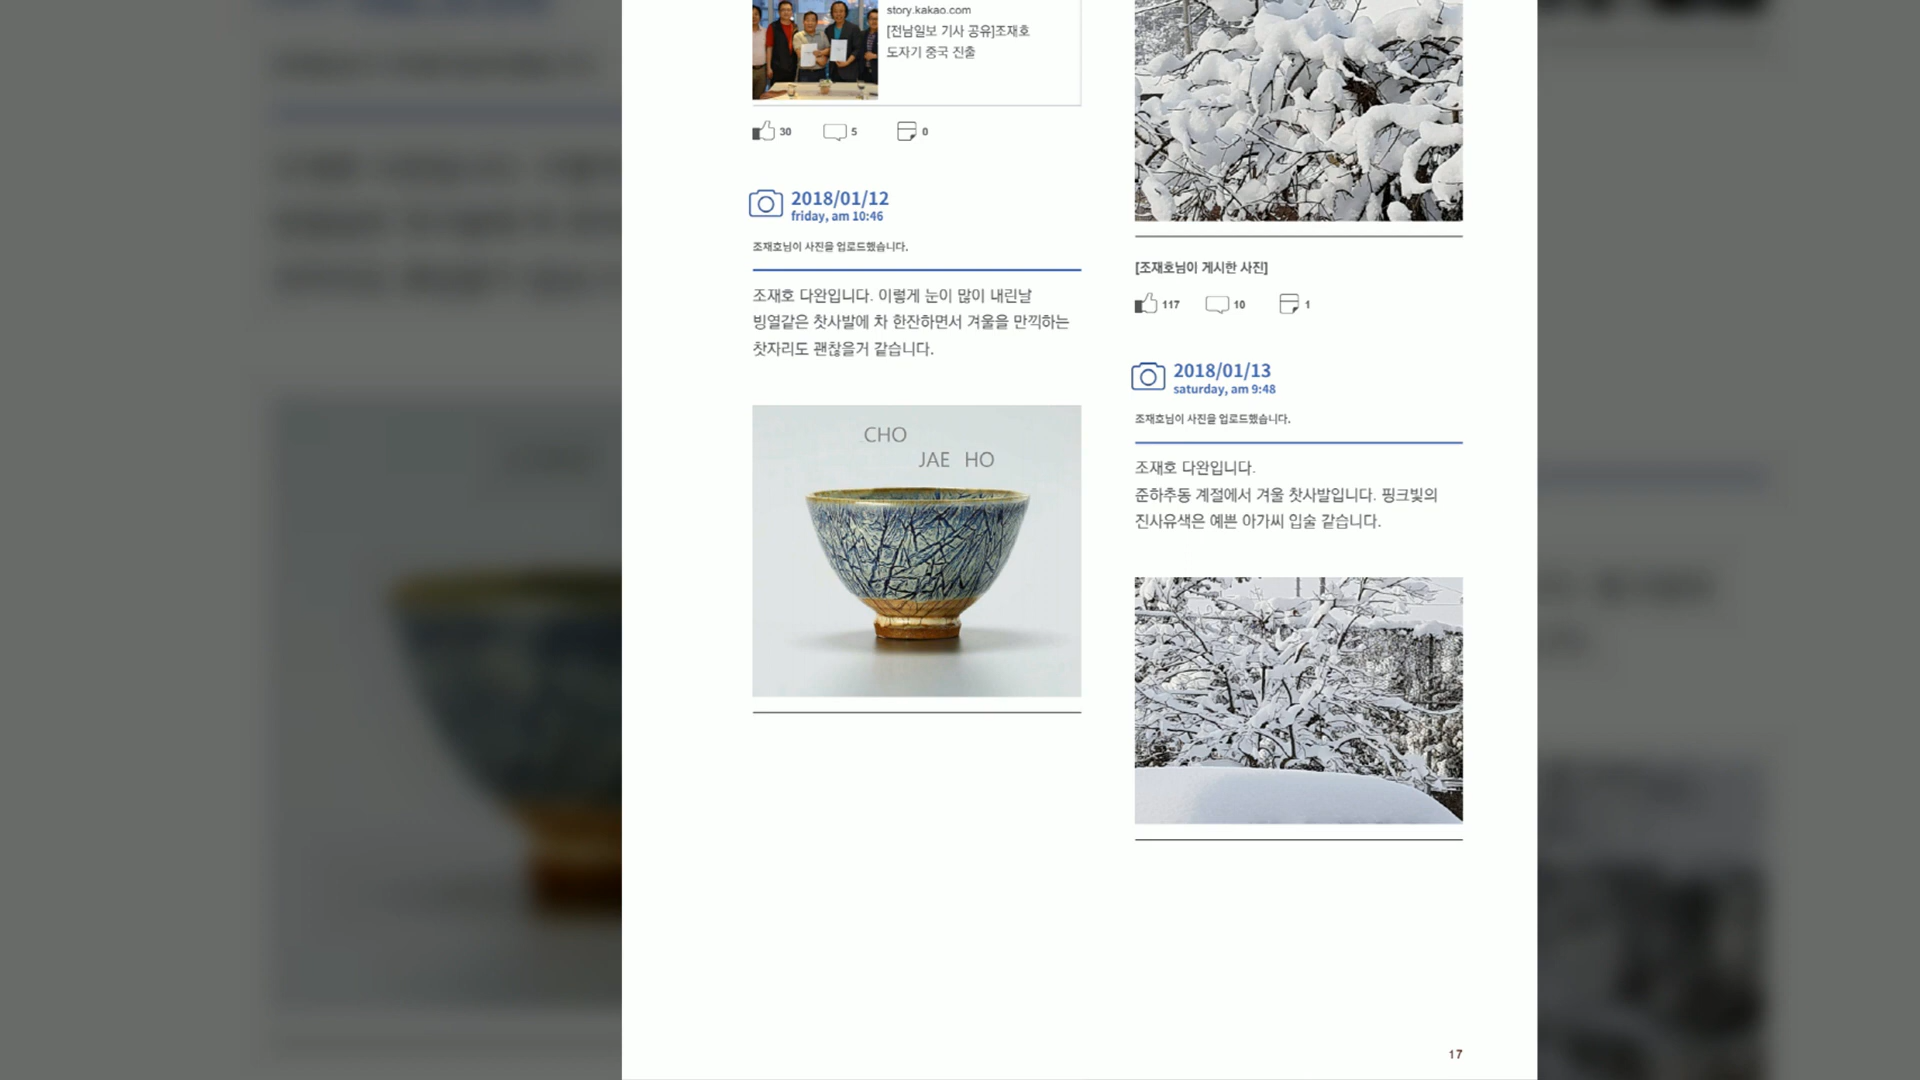 story.kakao.com
[전남일보 기사 공유]조재호
도자기 중국 진출
30 5 0
2018/01/12
friday, am 10:46
조재호님이 사진을 업로드했습니다.
조재호 다완입니다. 이렇게 눈이 많이 내린날
빙열같은 찻사발에 차 한잔하면서 겨울을 만끽하는
찻자리도 괜찮을거 같습니다.
CHO
JAE HO
[조재호님이 게시한 사진]
117 10 1
2018/01/13
saturday, am 9:48
조재호님이 사진을 업로드했습니다.
조재호 다완입니다.
준하추동 계절에서 겨울 찻사발입니다. 핑크빛의
진사유색은 예쁜 아가씨 입술 같습니다.
17